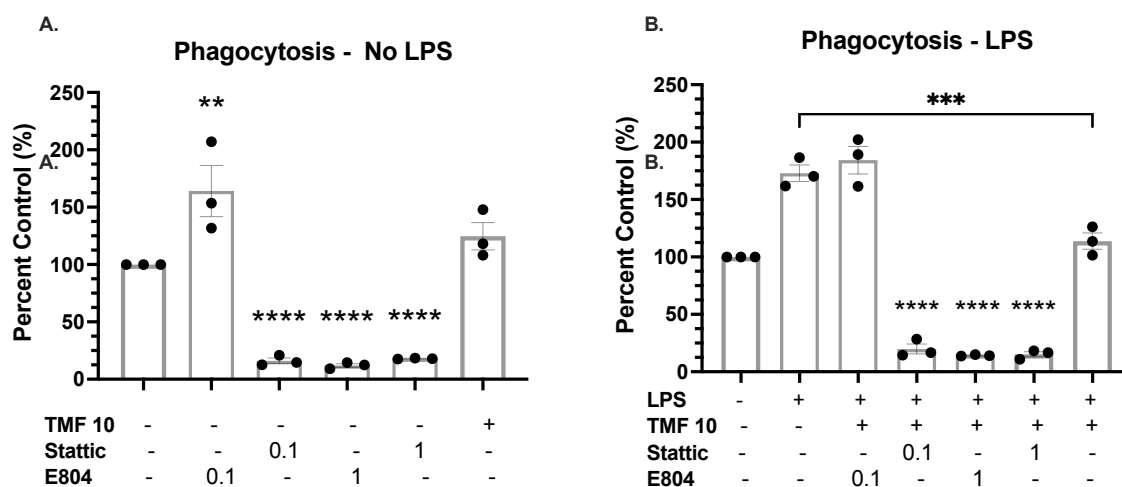 A.
Phagocytosis - No LPS
250
200
150
100
50
0
Percent Control (%)
A.
**
****
****
****
TMF 10 - - - - - +
Stattic - - 0.1 - 1 -
E804 - 0.1 - 1 - -
B.
Phagocytosis - LPS
250
200
150
100
50
0
Percent Control (%)
B.
***
****
****
****
LPS - + + + + + +
TMF 10 - - + + + + +
Stattic - - - 0.1 - 1 -
E804 - - 0.1 - 1 - -